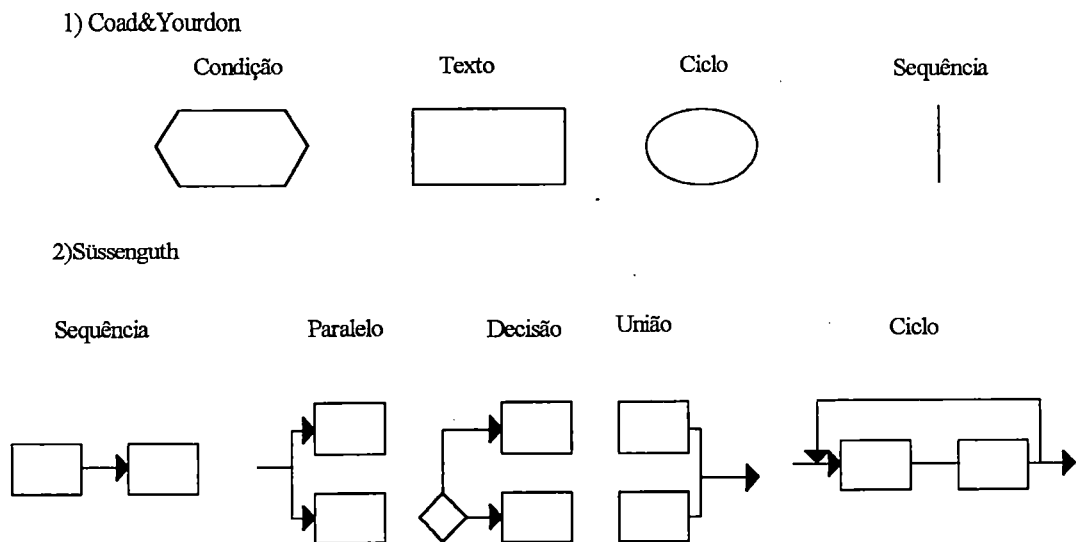 1) Coad&Yourdon
Condição Texto Ciclo Sequência
2)Süssenguth
Sequência Paralelo Decisão União Ciclo